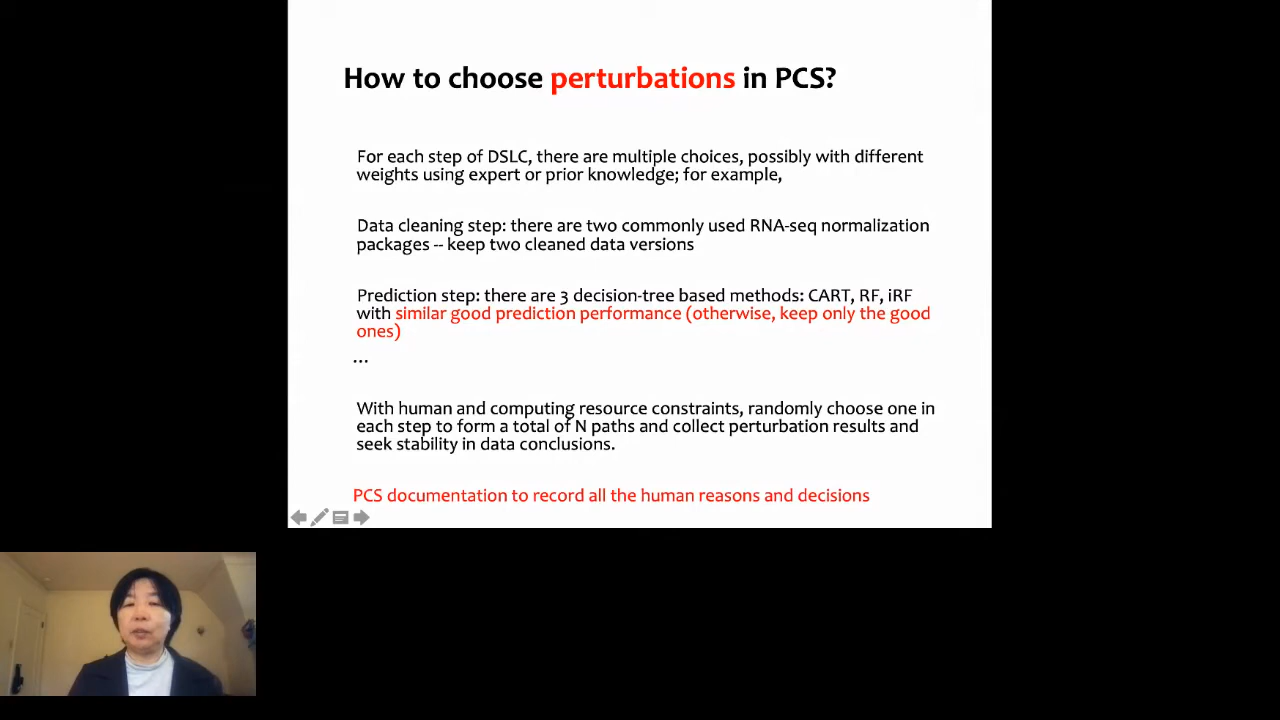 How to choose perturbations in PCS?
For each step of DSLC, there are multiple choices, possibly with different
weights using expert or prior knowledge; for example,
Data cleaning step: there are two commonly used RNA-seq normalization
packages -- keep two cleaned data versions
Prediction step: there are 3 decision-tree based methods: CART, RF, iRF
with similar good prediction performance (otherwise, keep only the good
ones)
...
With human and computing resource constraints, randomly choose one in
each step to form a total of N paths and collect perturbation results and
seek stability in data conclusions.
PCS documentation to record all the human reasons and decisions